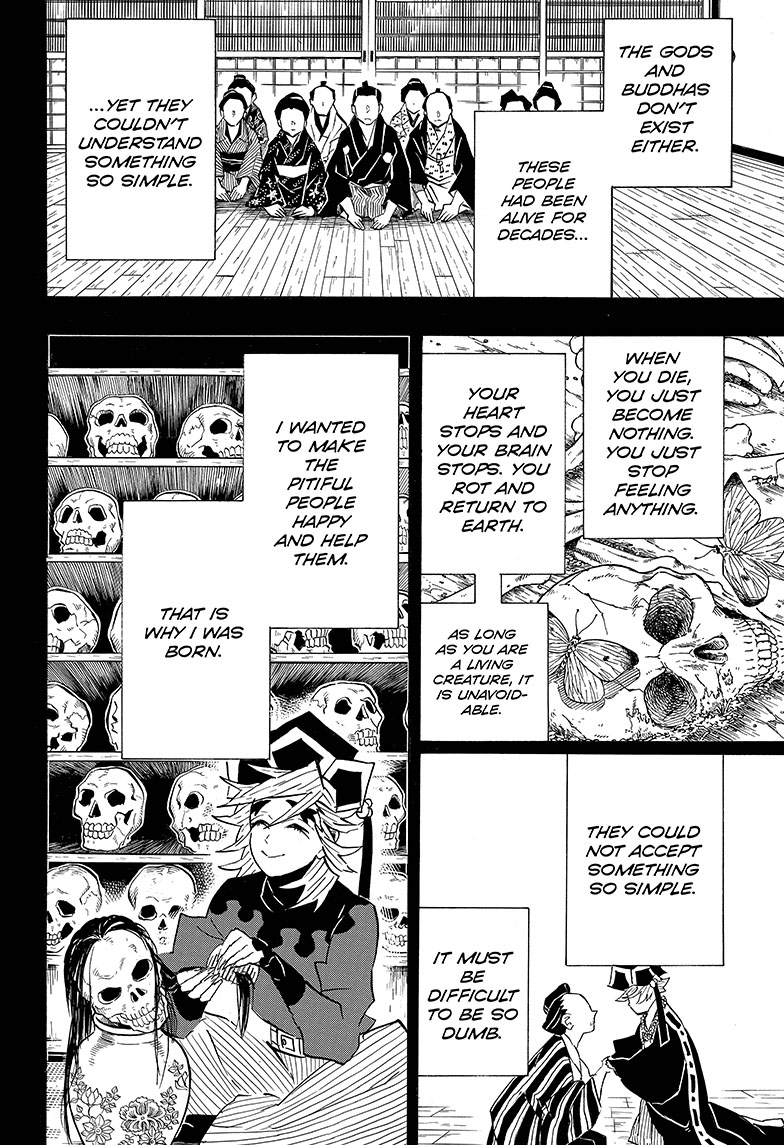 THE GODS
AND
BUDDHAS
DON'T
EXIST
EITHER.
THESE
PEOPLE
HAD BEEN
ALIVE FOR
DECADES...
...YET THEY
COULDN'T
UNDERSTAND
SOMETHING
SO SIMPLE.
WHEN
YOU DIE,
YOU JUST
BECOME
NOTHING.
YOU JUST
STOP
FEELING
ANYTHING.
YOUR
HEART
STOPS AND
YOUR BRAIN
STOPS. YOU
ROT AND
RETURN TO
EARTH.
AS LONG
AS YOU ARE
A LIVING
CREATURE, IT
IS UNAVOID-
ABLE.
THEY COULD
NOT ACCEPT
SOMETHING
SO SIMPLE.
IT MUST
BE
DIFFICULT
TO BE SO
DUMB.
I WANTED
TO MAKE
THE
PITIFUL
PEOPLE
HAPPY
AND HELP
THEM.
THAT IS
WHY I WAS
BORN.